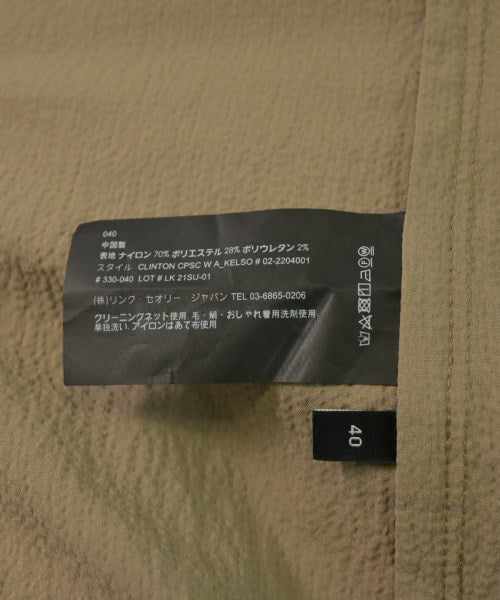 040
中国製
表地 ナイロン 70% ポリエステル 28% ポリウレタン 2%
スタイル CLINTON CPSC W A_KELSO # 02-2204001
# 330-040 LOT # LK 21SU-01
(株)リンク・セオリー・ジャパン TEL 03-6865-0206
クリーニングネット使用, 毛・絹・おしゃれ着用洗剤使用,
単独洗い, アイロンはあて布使用
40